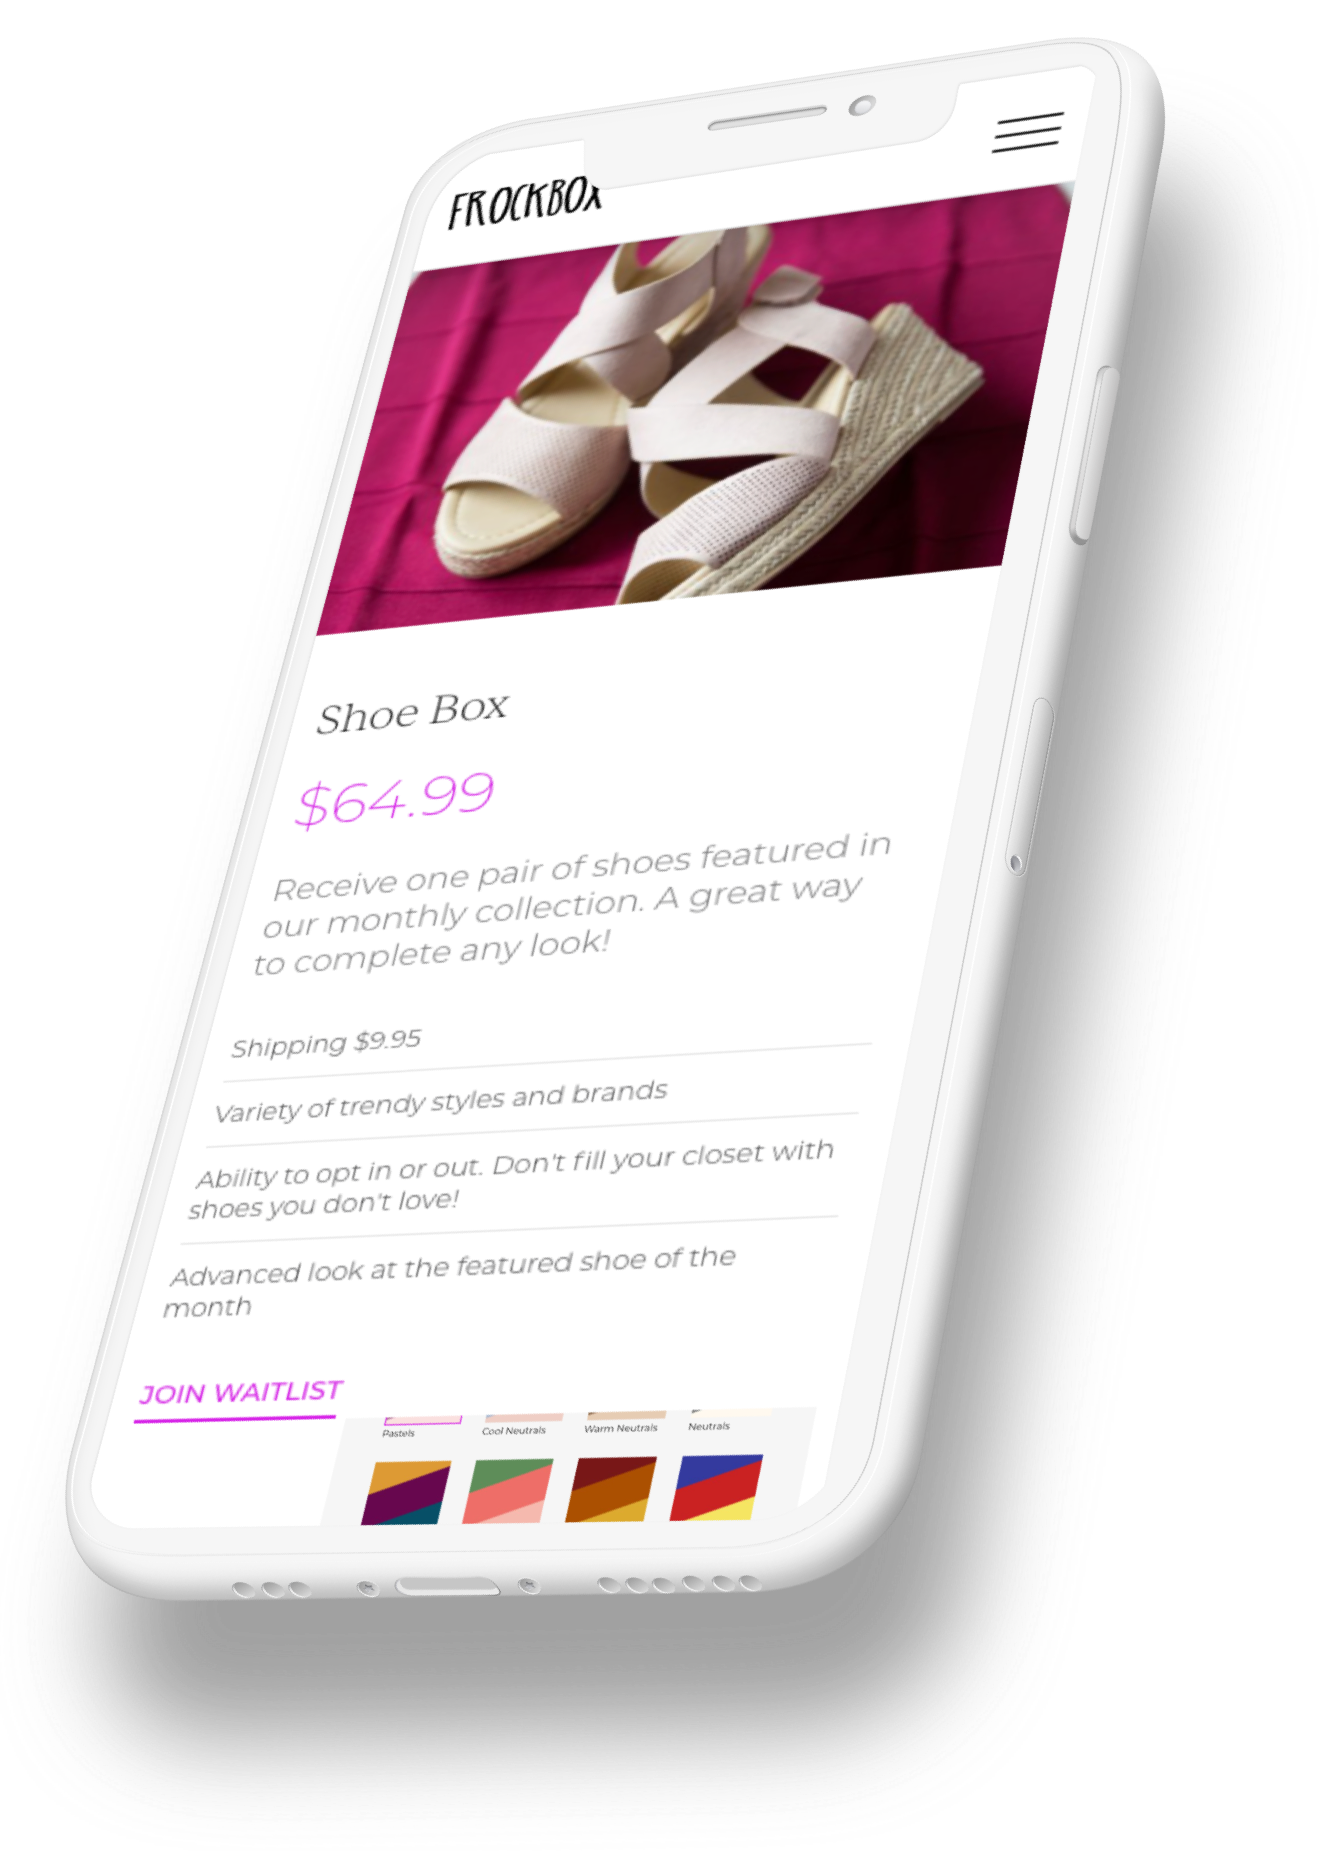 FROCKBOX
Shoe Box
$64.99
Receive one pair of shoes featured in
our monthly collection. A great way
to complete any look!
Shipping $9.95
Variety of trendy styles and brands
Ability to opt in or out. Don't fill your closet with
shoes you don't love!
Advanced look at the featured shoe of the
month
JOIN WAITLIST
Pastels Cool Neutrals Warm Neutrals Neutrals